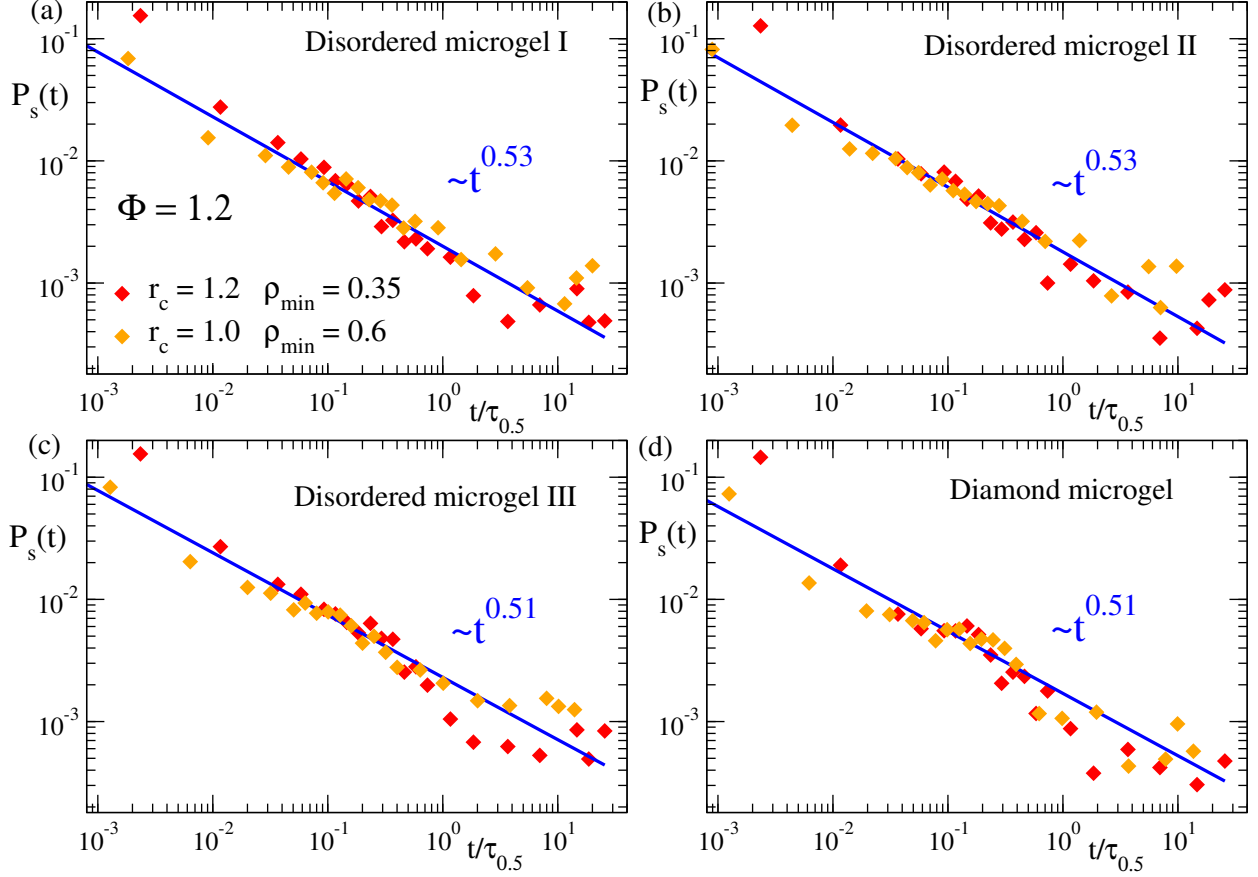 (a)
Disordered microgel I
P_s(t)
10^-1
10^-2
10^-3
~t^0.53
Φ = 1.2
r_c = 1.2 ρ_min = 0.35
r_c = 1.0 ρ_min = 0.6
10^-3 10^-2 10^-1 10^0 10^1
t/τ_0.5
(b)
Disordered microgel II
P_s(t)
10^-1
10^-2
10^-3
~t^0.53
10^-3 10^-2 10^-1 10^0 10^1
t/τ_0.5
(c)
Disordered microgel III
P_s(t)
10^-1
10^-2
10^-3
~t^0.51
10^-3 10^-2 10^-1 10^0 10^1
t/τ_0.5
(d)
Diamond microgel
P_s(t)
10^-1
10^-2
10^-3
~t^0.51
10^-3 10^-2 10^-1 10^0 10^1
t/τ_0.5